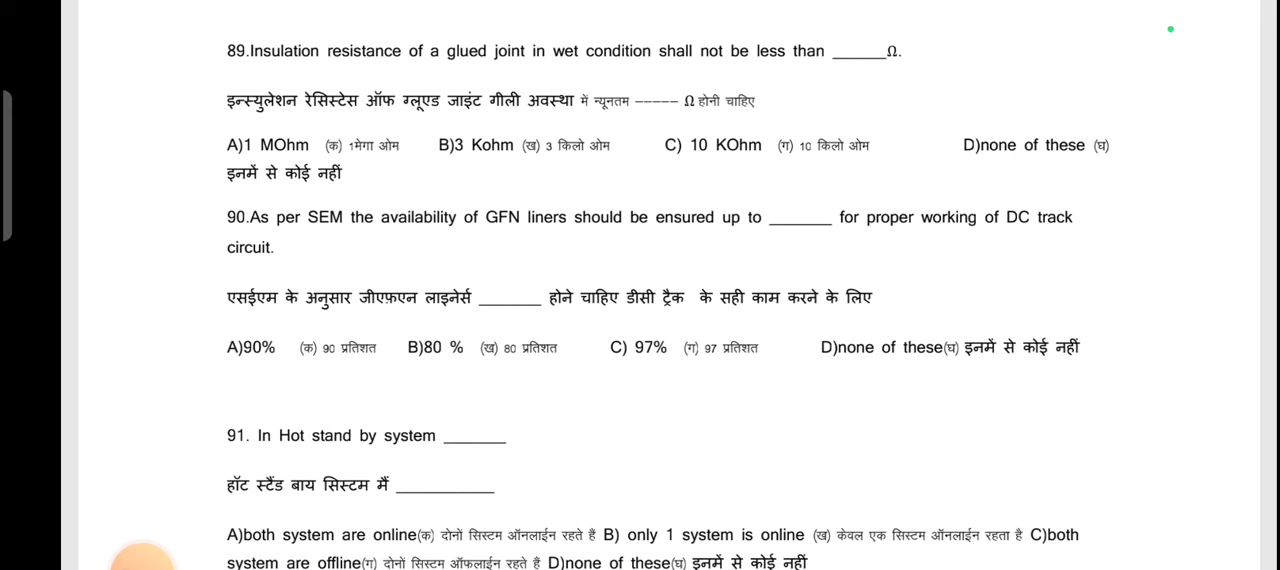 89.Insulation resistance of a glued joint in wet condition shall not be less than ______Ω.
इन्स्युलेशन रेसिस्टेस ऑफ ग्लूएड जाइंट गीली अवस्था में न्यूनतम ----- Ω होनी चाहिए
A)1 MOhm (क) 1मेगा ओम B)3 Kohm (ख) 3 किलो ओम C) 10 KOhm (ग) 10 किलो ओम D)none of these (घ)
इनमें से कोई नहीं
90.As per SEM the availability of GFN liners should be ensured up to _______ for proper working of DC track
circuit.
एसईएम के अनुसार जीएफ़एन लाइनेर्स _______ होने चाहिए डीसी ट्रैक के सही काम करने के लिए
A)90% (क) 90 प्रतिशत B)80 % (ख) 80 प्रतिशत C) 97% (ग) 97 प्रतिशत D)none of these(घ) इनमें से कोई नहीं
91. In Hot stand by system _______
हॉट स्टैंड बाय सिस्टम मैं ___________
A)both system are online(क) दोनों सिस्टम ऑनलाईन रहते हैं B) only 1 system is online (ख) केवल एक सिस्टम ऑनलाईन रहता है C)both
system are offline(ग) दोनों सिस्टम ऑफलाईन रहते हैं D)none of these(घ) इनमें से कोई नहीं